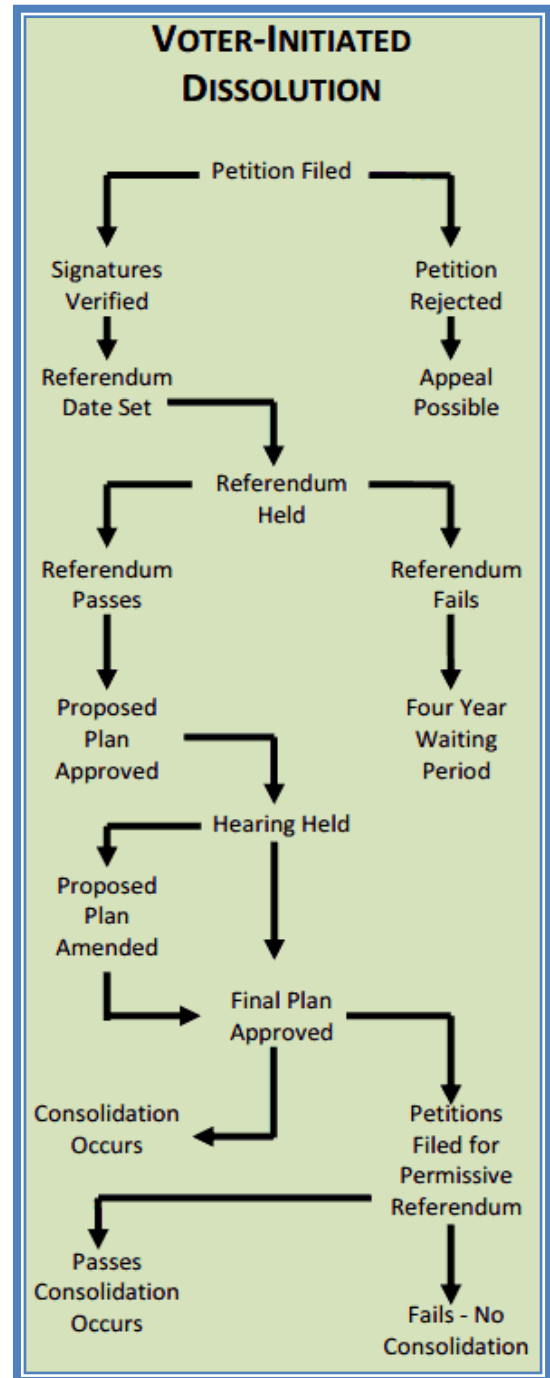 VOTER-INITIATED
DISSOLUTION
Petition Filed
Signatures
Verified
Petition
Rejected
Referendum
Date Set
Appeal
Possible
Referendum
Held
Referendum
Passes
Referendum
Fails
Proposed
Plan
Approved
Four Year
Waiting
Period
Hearing Held
Proposed
Plan
Amended
Final Plan
Approved
Consolidation
Occurs
Petitions
Filed for
Permissive
Referendum
Passes
Consolidation
Occurs
Fails - No
Consolidation